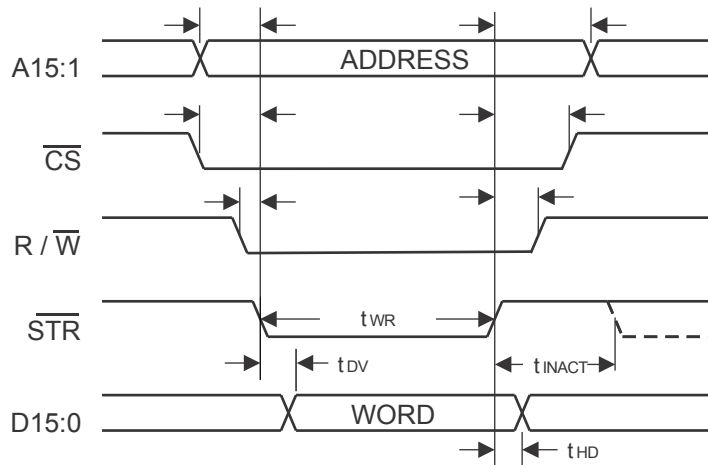 A15:1 ADDRESS
CS
R / W
STR
tWR
tDV
tINACT
D15:0 WORD
tHD